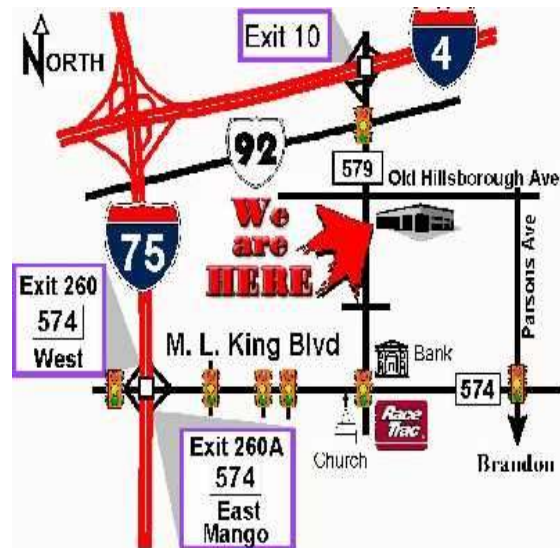 NORTH
Exit 10
4
92
579
Old Hillsborough Ave
We
are
HERE
75
Parsons Ave
Exit 260
574
West
M. L. King Blvd
Bank
574
Race
Trac
Church
Exit 260A
574
East
Mango
Brandon